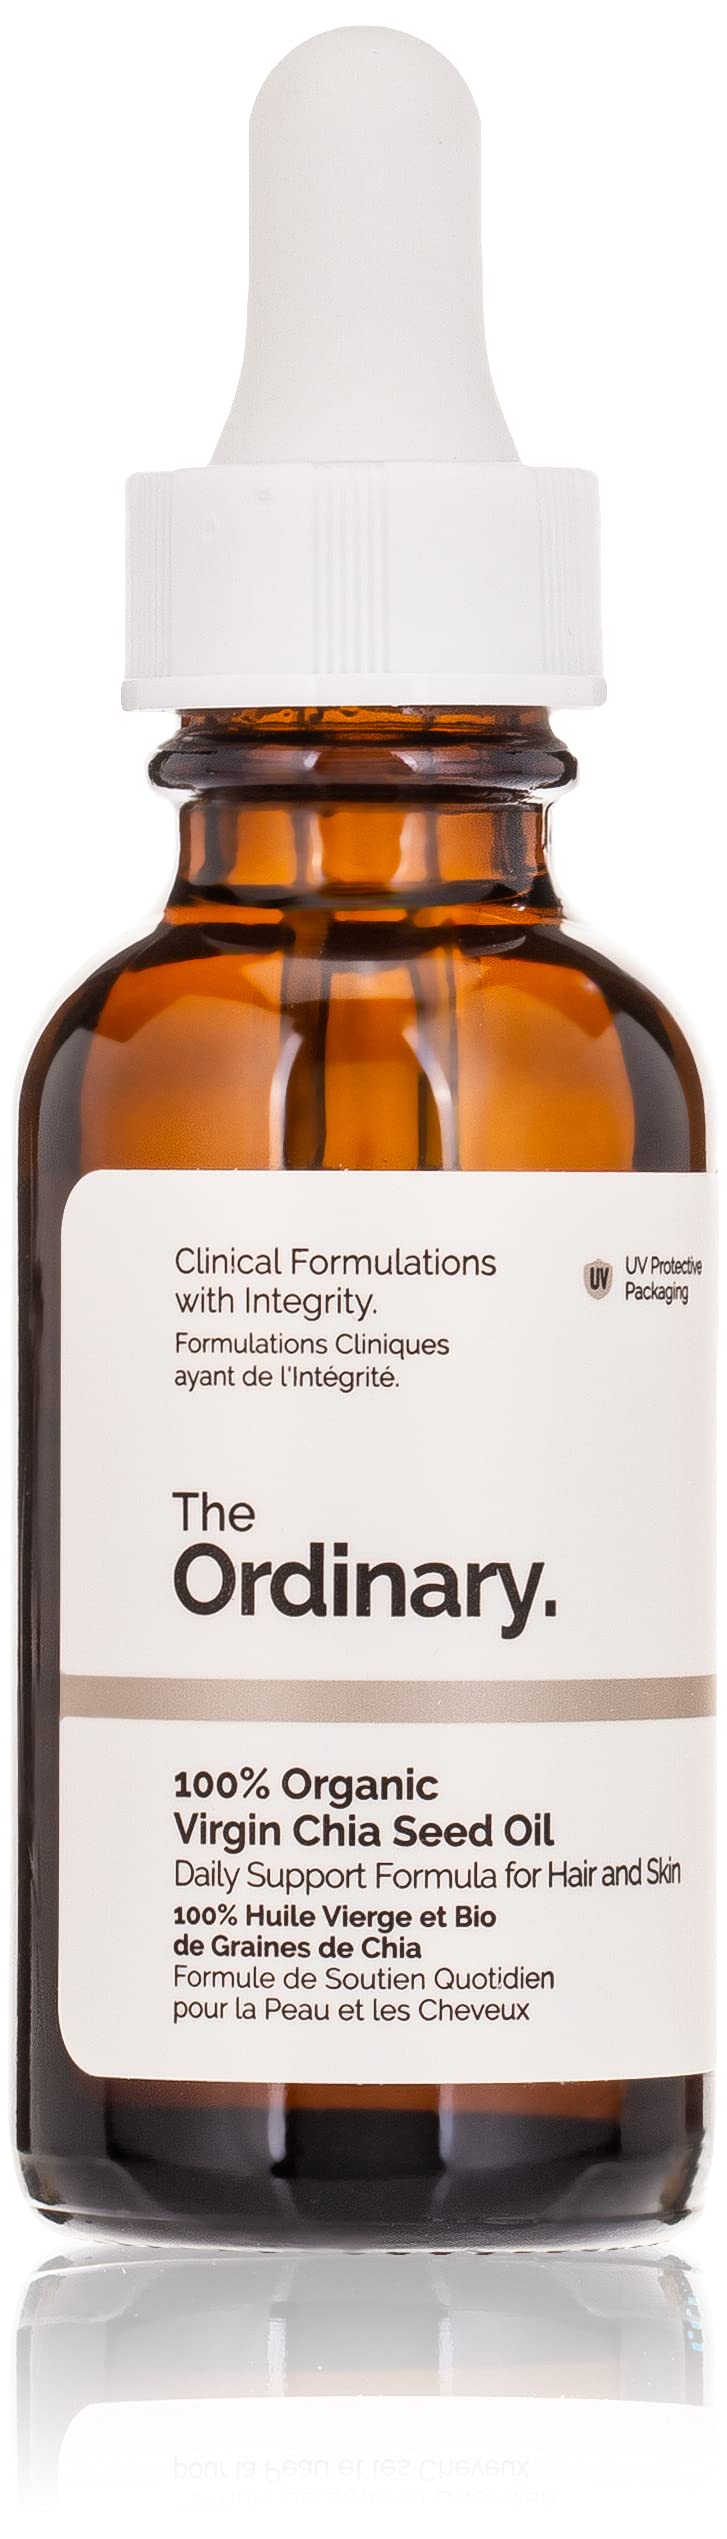 Clinical Formulations
with Integrity.
Formulations Cliniques
ayant de l'Intégrité.
UV
UV Protective
Packaging
The
Ordinary.
100% Organic
Virgin Chia Seed Oil
Daily Support Formula for Hair and Skin
100% Huile Vierge et Bio
de Graines de Chia
Formule de Soutien Quotidien
pour la Peau et les Cheveux